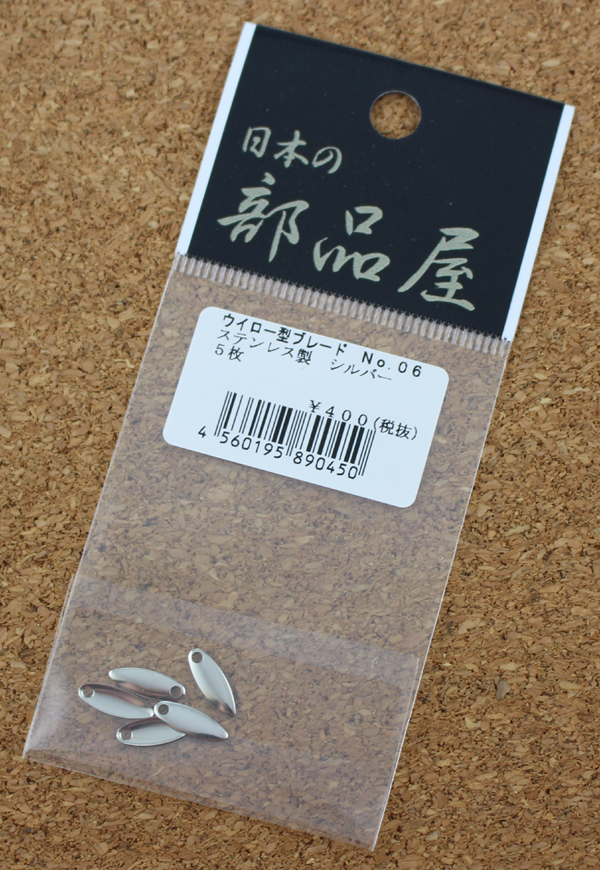 日本の
部品屋
ウイロー型ブレード No.06
ステンレス製 シルバー
5枚
¥400(税抜)
4 560195 890450